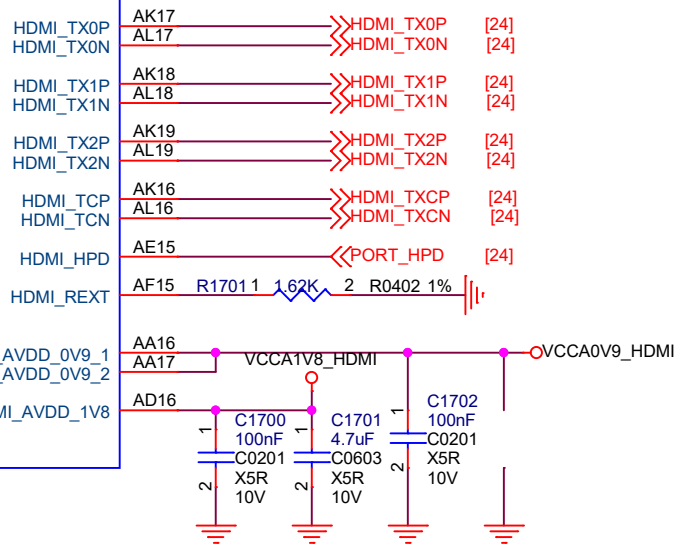 HDMI_TX0P AK17 HDMI_TX0P [24]
HDMI_TX0N AL17 HDMI_TX0N [24]
HDMI_TX1P AK18 HDMI_TX1P [24]
HDMI_TX1N AL18 HDMI_TX1N [24]
HDMI_TX2P AK19 HDMI_TX2P [24]
HDMI_TX2N AL19 HDMI_TX2N [24]
HDMI_TCP AK16 HDMI_TXCP [24]
HDMI_TCN AL16 HDMI_TXCN [24]
HDMI_HPD AE15 PORT_HPD [24]
HDMI_REXT AF15 R1701 1 1.62K 2 R0402 1%
_AVDD_0V9_1 AA16 VCCA0V9_HDMI
_AVDD_0V9_2 AA17 VCCA1V8_HDMI
MI_AVDD_1V8 AD16
1 C1700
100nF
C0201
X5R
2 10V
1 C1701
4.7uF
C0603
X5R
2 10V
1 C1702
100nF
C0201
X5R
2 10V